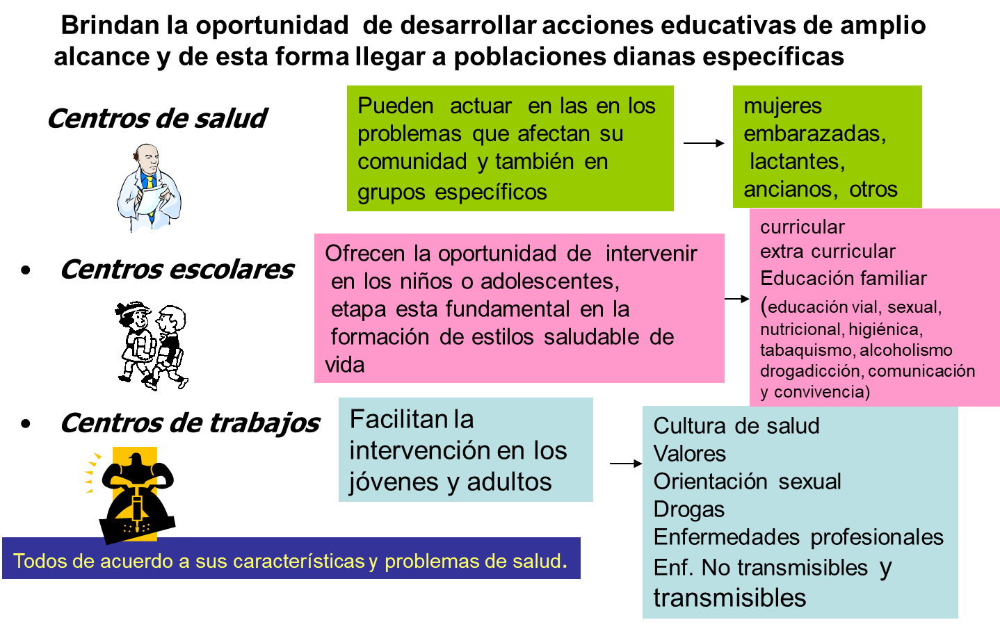 Brindan la oportunidad de desarrollar acciones educativas de amplio
alcance y de esta forma llegar a poblaciones dianas específicas
Centros de salud
Pueden actuar en las en los
problemas que afectan su
comunidad y también en
grupos específicos
mujeres
embarazadas,
lactantes,
ancianos, otros
• Centros escolares
Ofrecen la oportunidad de intervenir
en los niños o adolescentes,
etapa esta fundamental en la
formación de estilos saludable de
vida
curricular
extra curricular
Educación familiar
(educación vial, sexual,
nutricional, higiénica,
tabaquismo, alcoholismo
drogadicción, comunicación
y convivencia)
• Centros de trabajos
Facilitan la
intervención en los
jóvenes y adultos
Cultura de salud
Valores
Orientación sexual
Drogas
Enfermedades profesionales
Enf. No transmisibles y
transmisibles
Todos de acuerdo a sus características y problemas de salud.